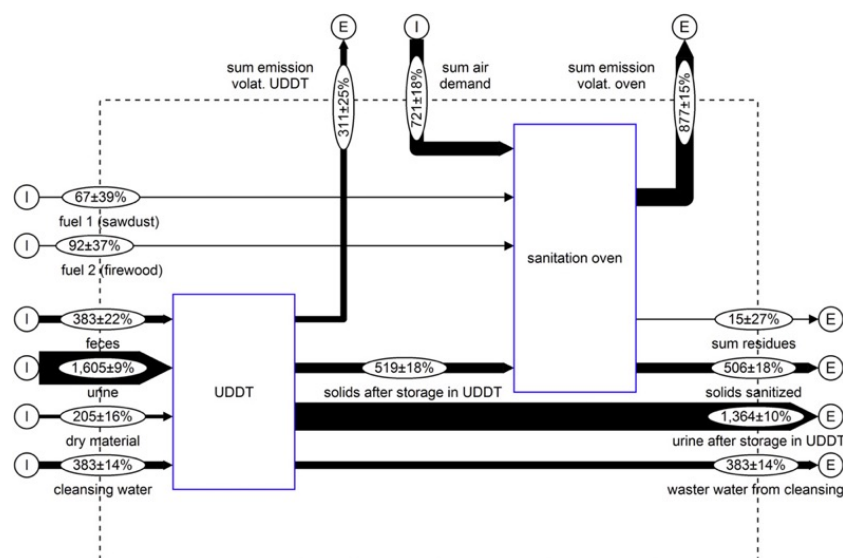 E
I
E
sum emission
volat. UDDT
311±25%
721±18%
sum air
demand
sum emission
volat. oven
877±15%
I
67±39%
fuel 1 (sawdust)
I
92±37%
fuel 2 (firewood)
sanitation oven
I
383±22%
feces
15±27%
E
sum residues
I
1,605±9%
urine
UDDT
519±18%
solids after storage in UDDT
506±18%
E
solids sanitized
I
205±16%
dry material
1,364±10%
E
urine after storage in UDDT
I
383±14%
cleansing water
383±14%
E
waster water from cleansing